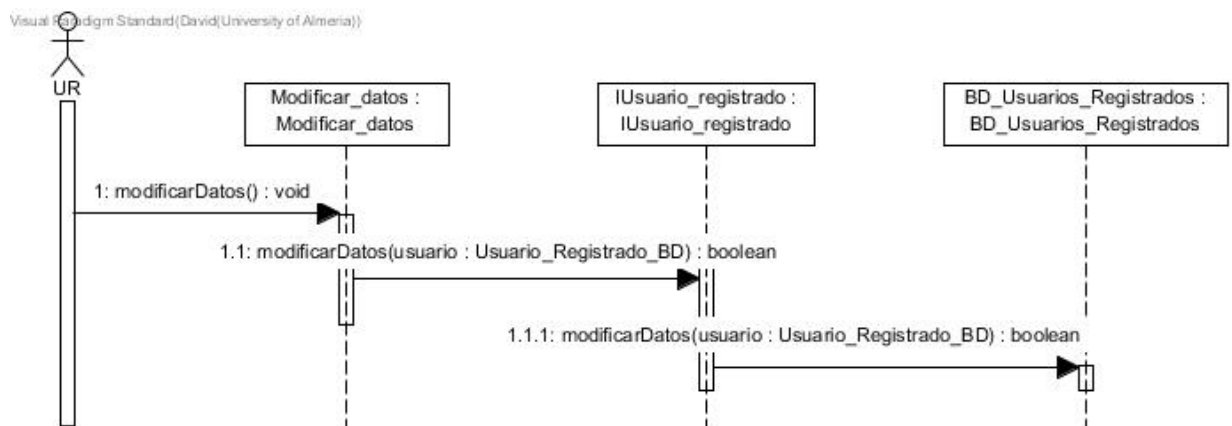 Visual Paradigm Standard(David(University of Almeria))
UR
Modificar_datos :
Modificar_datos
IUsuario_registrado :
IUsuario_registrado
BD_Usuarios_Registrados :
BD_Usuarios_Registrados
1: modificarDatos() : void
1.1: modificarDatos(usuario : Usuario_Registrado_BD) : boolean
1.1.1: modificarDatos(usuario : Usuario_Registrado_BD) : boolean